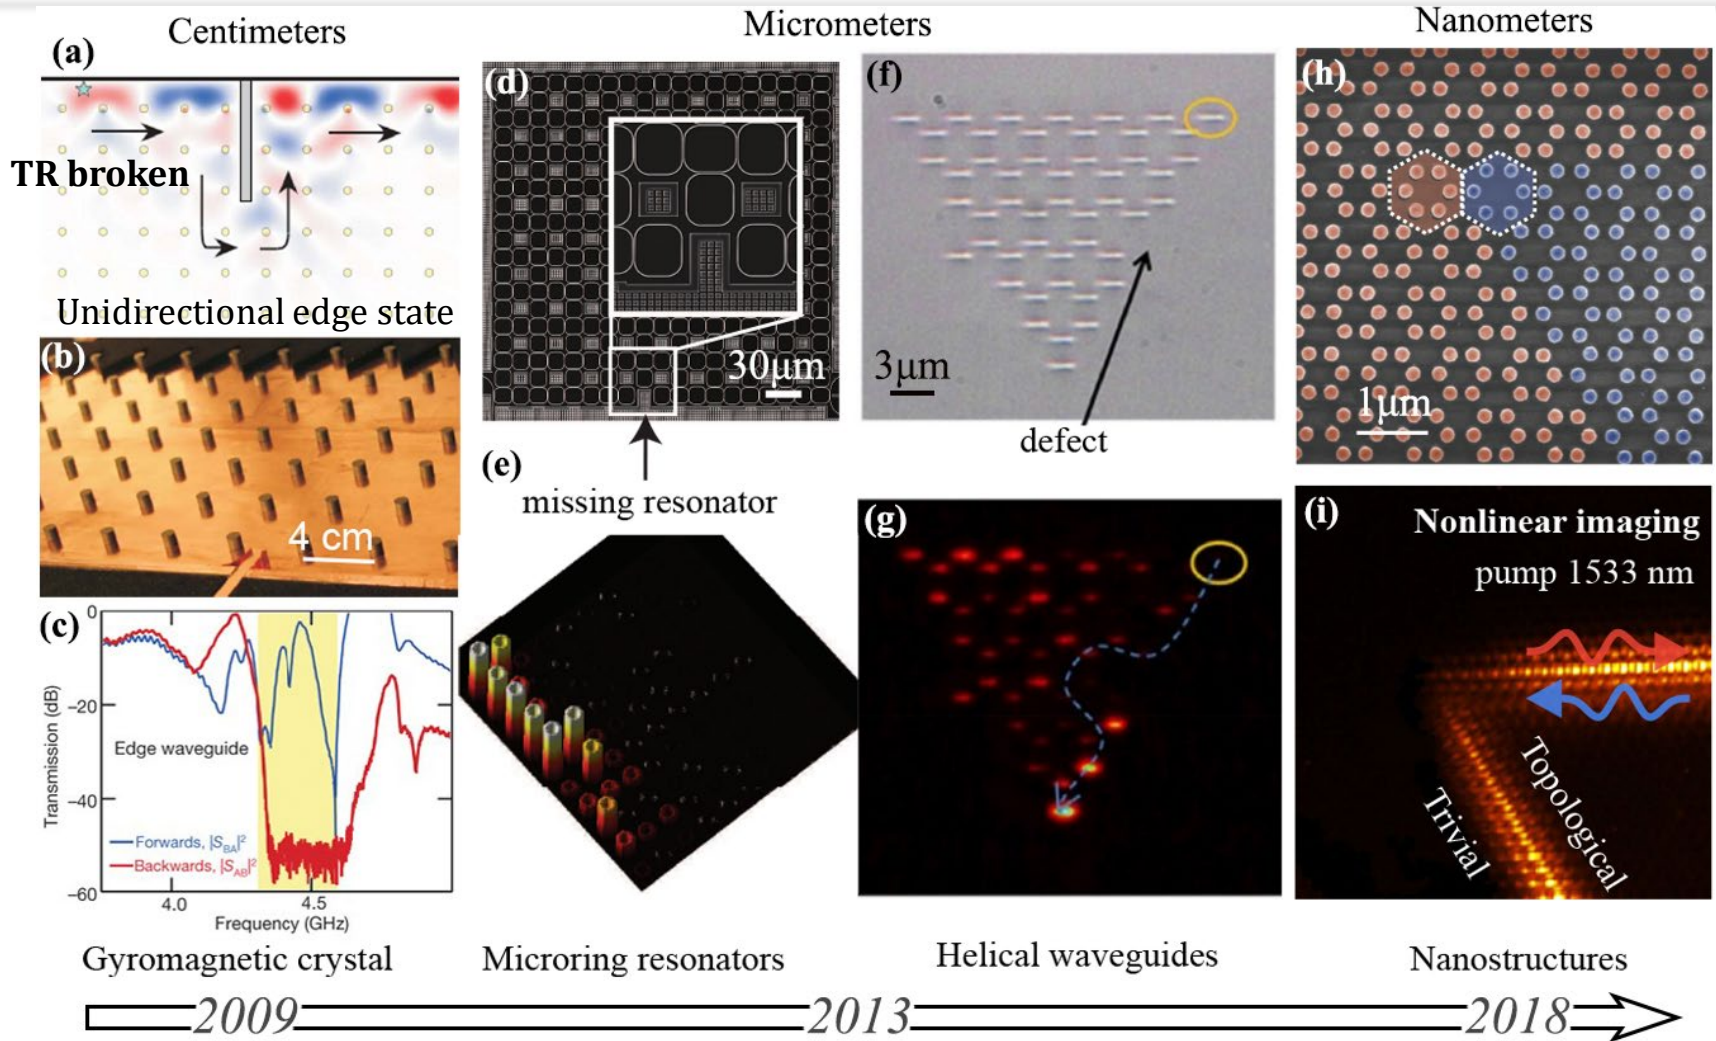 Centimeters
Micrometers
Nanometers
(a)
TR broken
Unidirectional edge state
(b)
4 cm
(c)
0
−20
−40
−60
Transmission (dB)
Edge waveguide
Forwards, |S_BA|²
Backwards, |S_AB|²
4.0
4.5
Frequency (GHz)
(d)
30μm
(e)
missing resonator
(f)
3μm
defect
(g)
(h)
1μm
(i)
Nonlinear imaging
pump 1533 nm
Trivial
Topological
Gyromagnetic crystal
Microring resonators
Helical waveguides
Nanostructures
2009
2013
2018